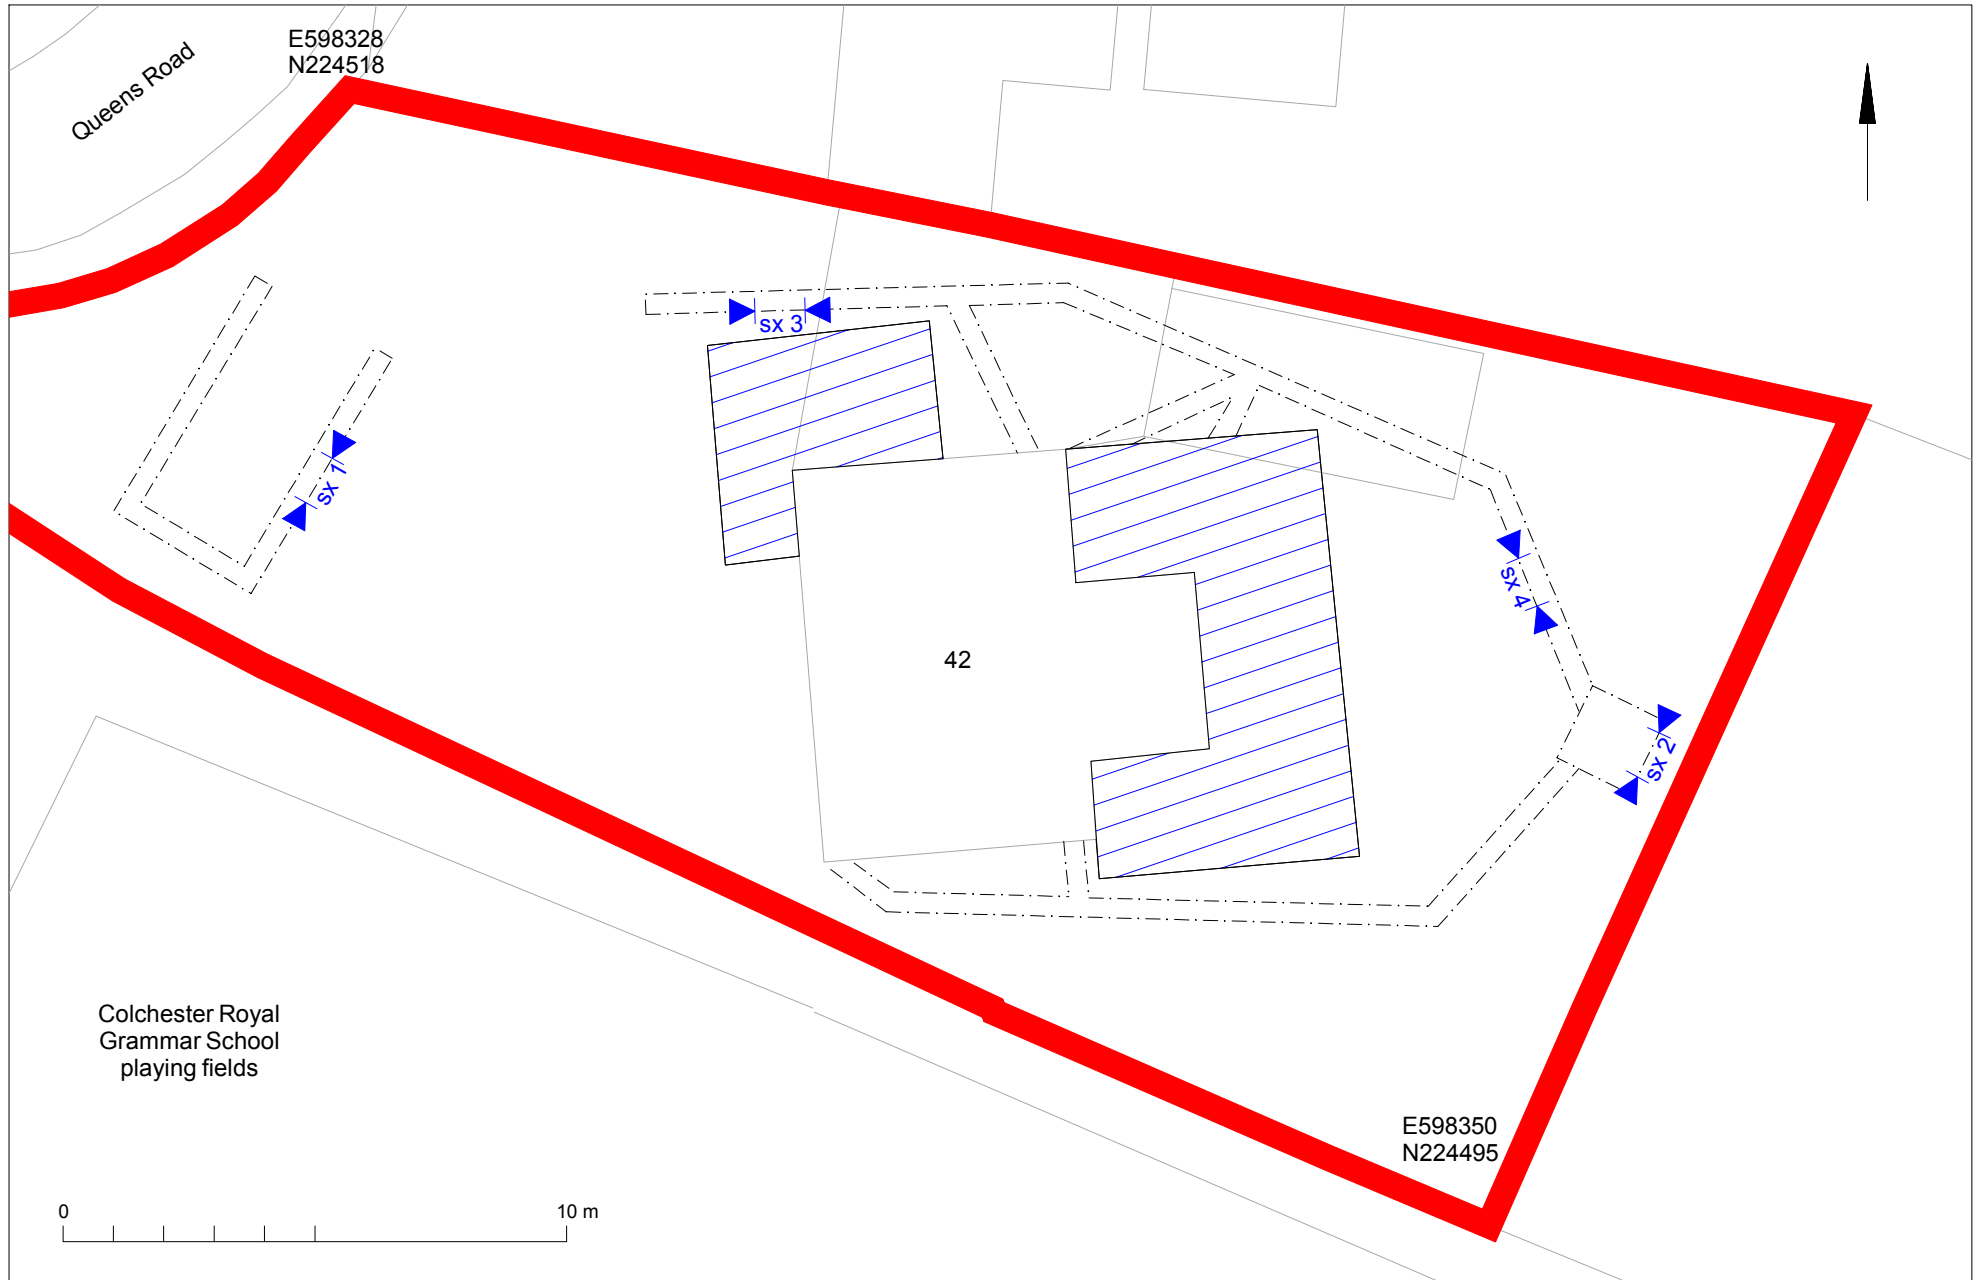 E598328
N224518
Queens Road
sx 3
sx 1
sx 4
42
sx 2
Colchester Royal
Grammar School
playing fields
E598350
N224495
0 10 m